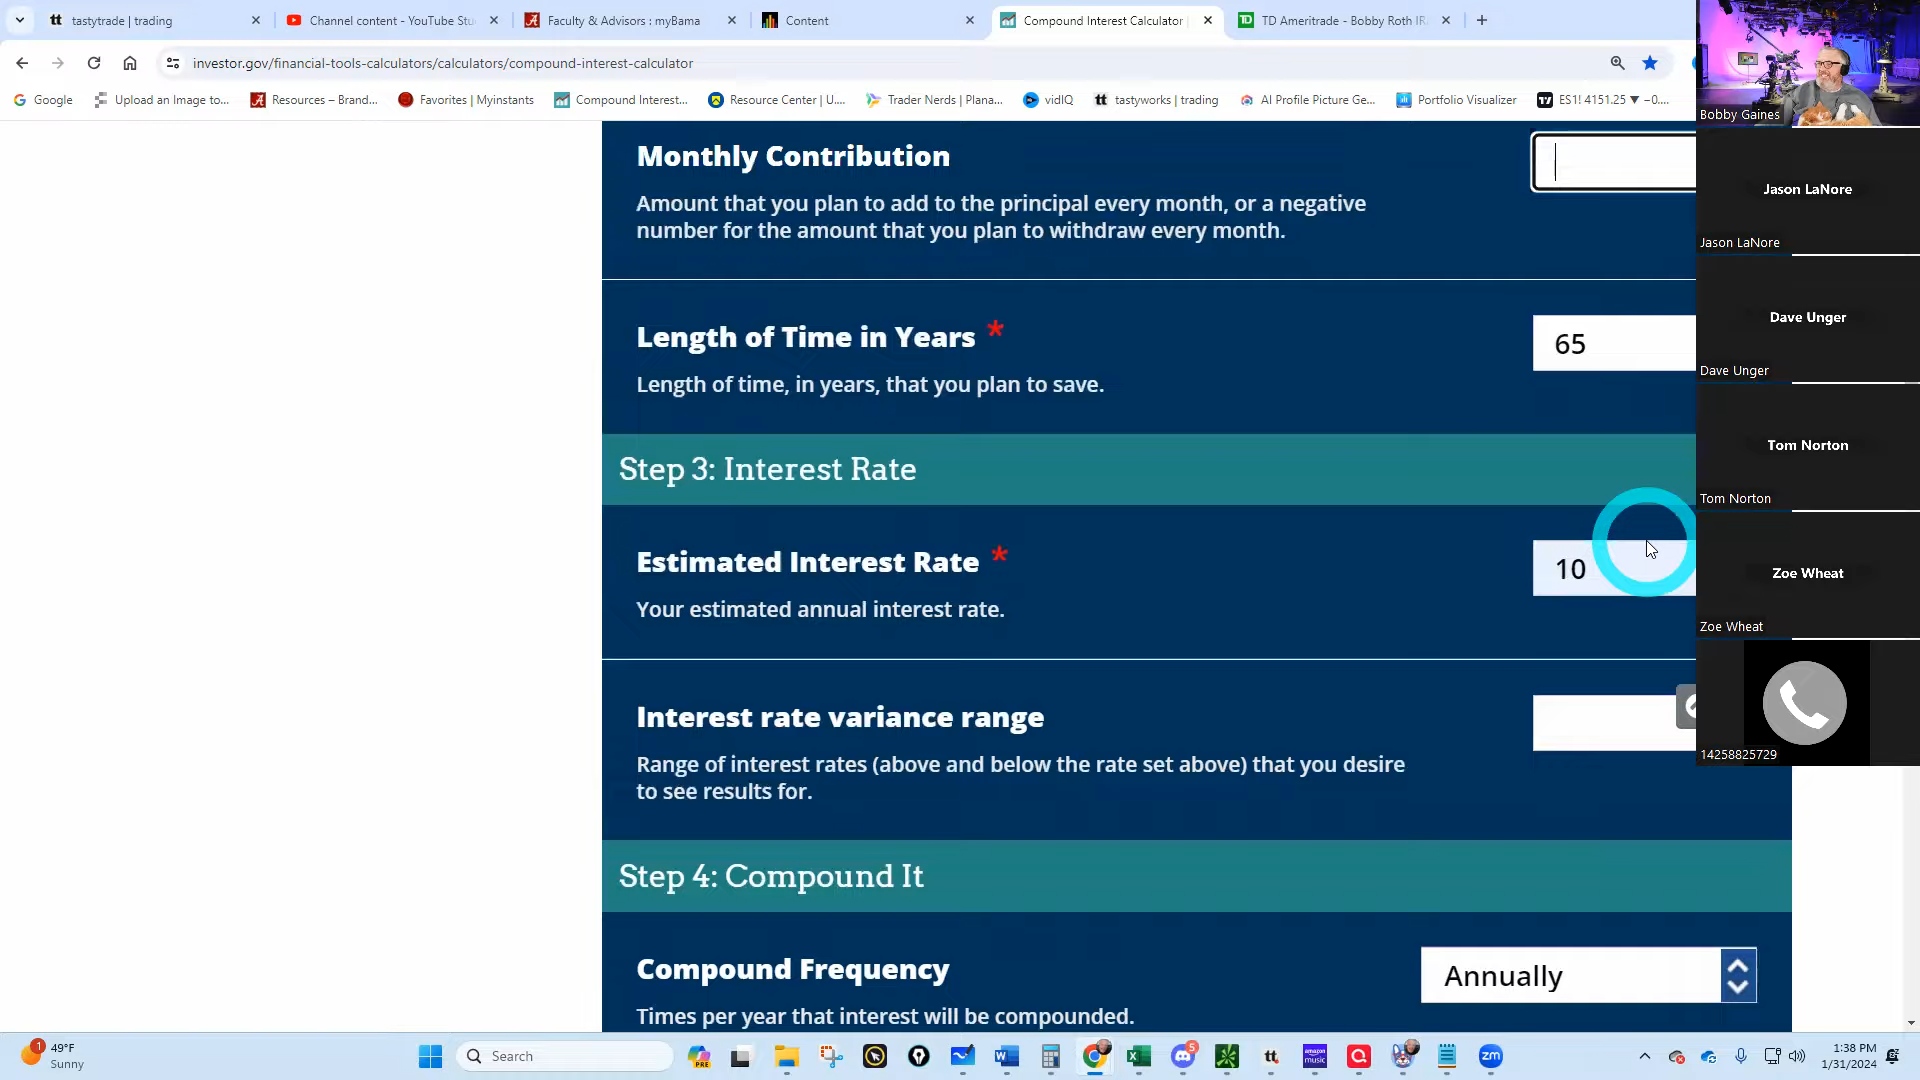 tastytrade | trading
Channel content - YouTube Stu
Faculty & Advisors : myBama
Content
Compound Interest Calculator
TD Ameritrade - Bobby Roth IRA
investor.gov/financial-tools-calculators/calculators/compound-interest-calculator
Google
Upload an Image to...
Resources – Brand...
Favorites | Myinstants
Compound Interest...
Resource Center | U....
Trader Nerds | Plana...
vidIQ
tastyworks | trading
AI Profile Picture Ge...
Portfolio Visualizer
ES1! 4151.25 ▼ −0....
Bobby Gaines
Monthly Contribution
Amount that you plan to add to the principal every month, or a negative
number for the amount that you plan to withdraw every month.
Jason LaNore
Jason LaNore
Length of Time in Years *
65
Length of time, in years, that you plan to save.
Dave Unger
Dave Unger
Step 3: Interest Rate
Tom Norton
Tom Norton
Estimated Interest Rate *
10
Your estimated annual interest rate.
Zoe Wheat
Zoe Wheat
Interest rate variance range
Range of interest rates (above and below the rate set above) that you desire
to see results for.
14258825729
Step 4: Compound It
Compound Frequency
Annually
Times per year that interest will be compounded.
1
49°F
Sunny
Search
PRE
5
amazon music
tt
zm
1:38 PM
1/31/2024